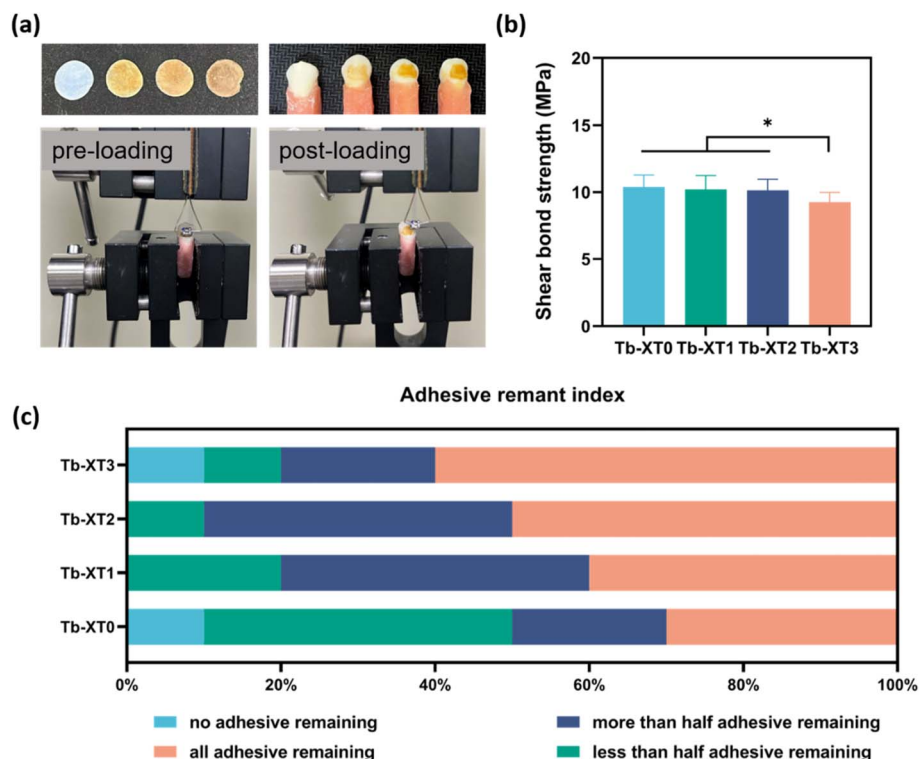 (a)
pre-loading
post-loading
(b)
Shear bond strength (MPa)
20
15
10
5
0
*
Tb-XT0 Tb-XT1 Tb-XT2 Tb-XT3
Adhesive remant index
(c)
Tb-XT3
Tb-XT2
Tb-XT1
Tb-XT0
0% 20% 40% 60% 80% 100%
no adhesive remaining
more than half adhesive remaining
all adhesive remaining
less than half adhesive remaining